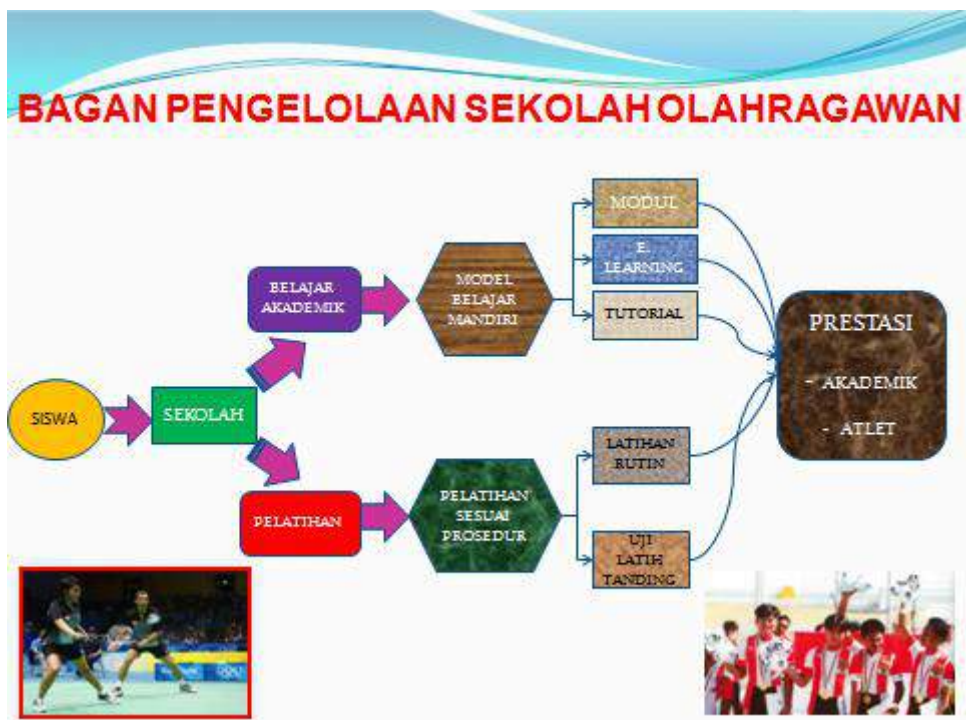 BAGAN PENGELOLAAN SEKOLAH OLAHRAGAWAN
SISWA
SEKOLAH
BELAJAR
AKADEMIK
MODEL
BELAJAR
MANDIRI
MODUL
E.
LEARNING
TUTORIAL
PELATIHAN
PELATIHAN
SESUAI
PROSEDUR
LATIHAN
RUTIN
UJI
LATIH
TANDING
PRESTASI
- AKADEMIK
- ATLET